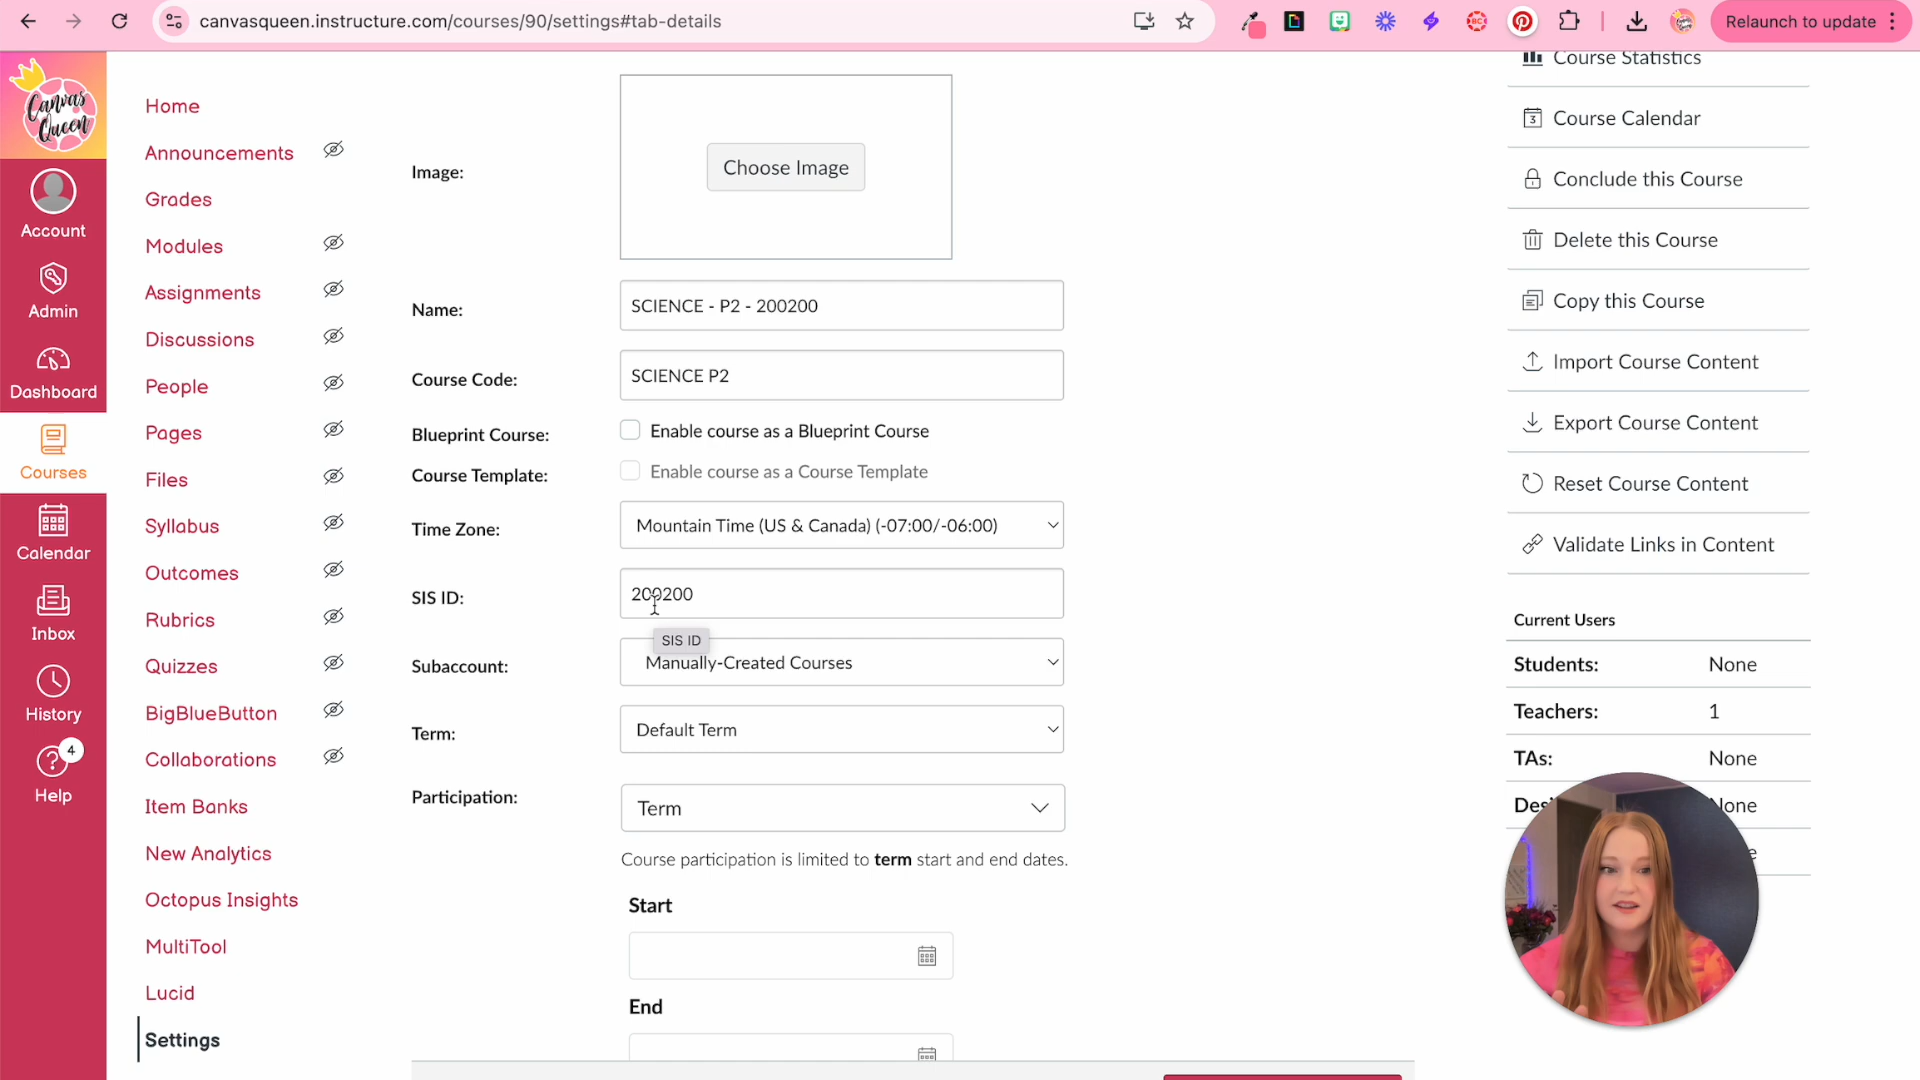 canvasqueen.instructure.com/courses/90/settings#tab-details
Relaunch to update
Canvas
Queen
Account
Admin
Dashboard
Courses
Calendar
Inbox
History
4
Help
Home
Announcements
Grades
Modules
Assignments
Discussions
People
Pages
Files
Syllabus
Outcomes
Rubrics
Quizzes
BigBlueButton
Collaborations
Item Banks
New Analytics
Octopus Insights
MultiTool
Lucid
Settings
Image:
Choose Image
Name:
SCIENCE - P2 - 200200
Course Code:
SCIENCE P2
Blueprint Course:
Enable course as a Blueprint Course
Course Template:
Enable course as a Course Template
Time Zone:
Mountain Time (US & Canada) (-07:00/-06:00)
SIS ID:
200200
SIS ID
Subaccount:
Manually-Created Courses
Term:
Default Term
Participation:
Term
Course participation is limited to term start and end dates.
Start
End
Course Statistics
3
Course Calendar
Conclude this Course
Delete this Course
Copy this Course
Import Course Content
Export Course Content
Reset Course Content
Validate Links in Content
Current Users
Students: None
Teachers: 1
TAs: None
None